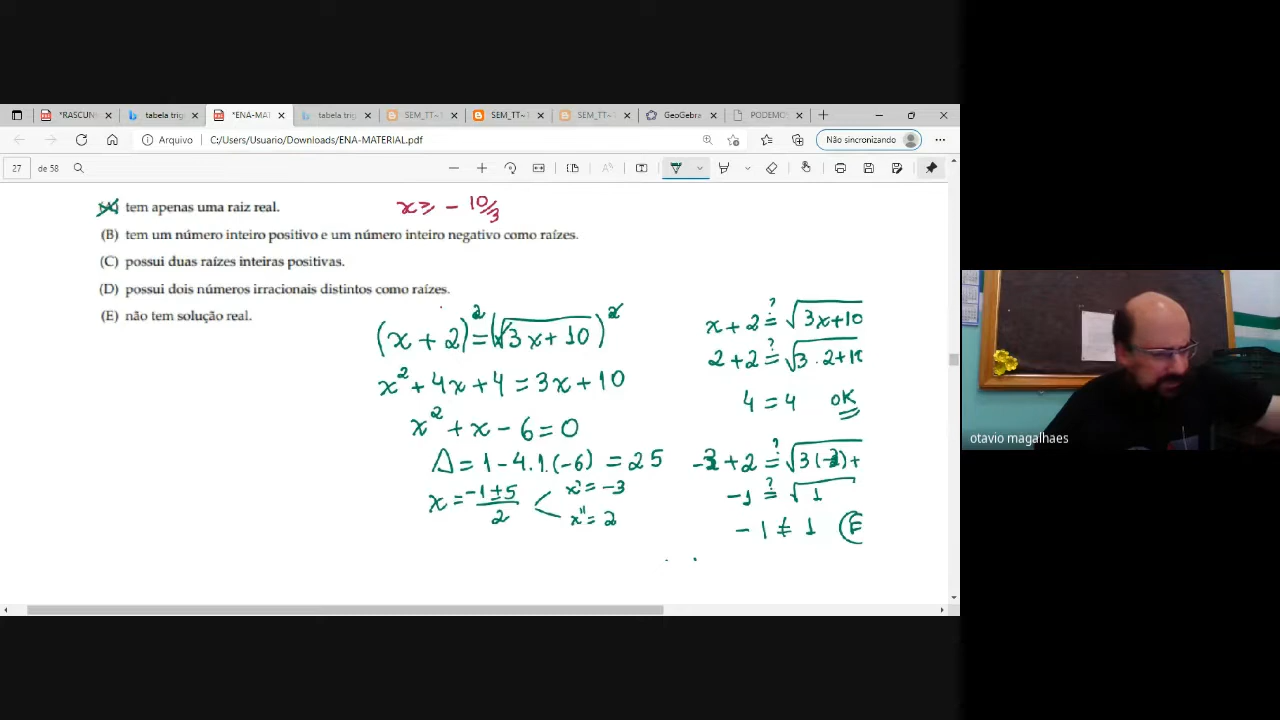 *RASCUN
tabela trig
*ENA-MAT
tabela trig
SEM_TT~
SEM_TT~1
SEM_TT~
GeoGebra
PODEMOS
Arquivo C:/Users/Usuario/Downloads/ENA-MATERIAL.pdf
Não sincronizando
27 de 58
(A) tem apenas uma raiz real.
x ≥ - 10/3
(B) tem um número inteiro positivo e um número inteiro negativo como raízes.
(C) possui duas raízes inteiras positivas.
(D) possui dois números irracionais distintos como raízes.
(E) não tem solução real.
(x + 2)² = (√3x + 10)²
x² + 4x + 4 = 3x + 10
x² + x - 6 = 0
Δ = 1 - 4.1.(-6) = 25
x = -1 ± 5 / 2
x' = -3
x'' = 2
x + 2 ?= √3x+10
2 + 2 ?= √3.2+10
4 = 4 OK
-3 + 2 ?= √3(-3)+
-1 ?= √1
-1 ≠ 1 (F
otavio magalhaes